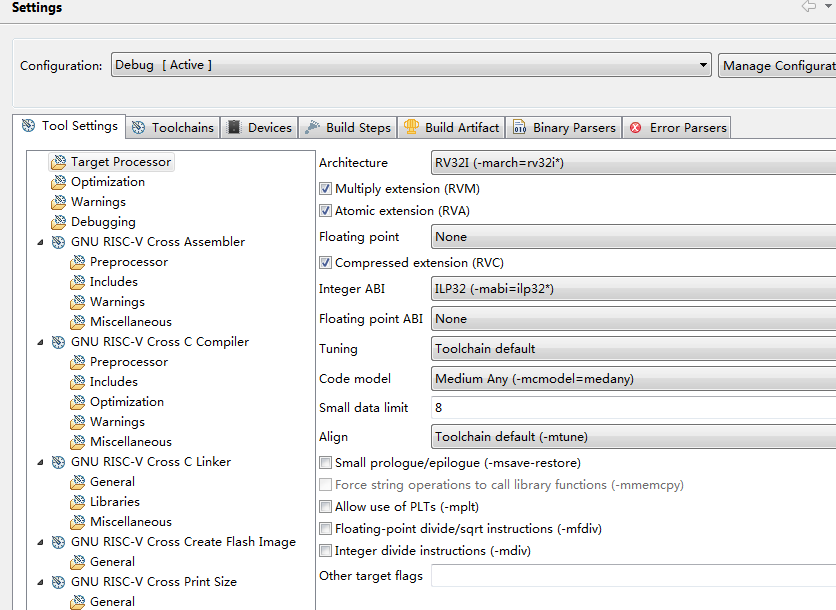 Settings
Configuration: Debug [ Active ] Manage Configurat
Tool Settings Toolchains Devices Build Steps Build Artifact Binary Parsers Error Parsers
Target Processor
Optimization
Warnings
Debugging
GNU RISC-V Cross Assembler
Preprocessor
Includes
Warnings
Miscellaneous
GNU RISC-V Cross C Compiler
Preprocessor
Includes
Optimization
Warnings
Miscellaneous
GNU RISC-V Cross C Linker
General
Libraries
Miscellaneous
GNU RISC-V Cross Create Flash Image
General
GNU RISC-V Cross Print Size
General
Architecture RV32I (-march=rv32i*)
Multiply extension (RVM)
Atomic extension (RVA)
Floating point None
Compressed extension (RVC)
Integer ABI ILP32 (-mabi=ilp32*)
Floating point ABI None
Tuning Toolchain default
Code model Medium Any (-mcmodel=medany)
Small data limit 8
Align Toolchain default (-mtune)
Small prologue/epilogue (-msave-restore)
Force string operations to call library functions (-mmemcpy)
Allow use of PLTs (-mplt)
Floating-point divide/sqrt instructions (-mfdiv)
Integer divide instructions (-mdiv)
Other target flags